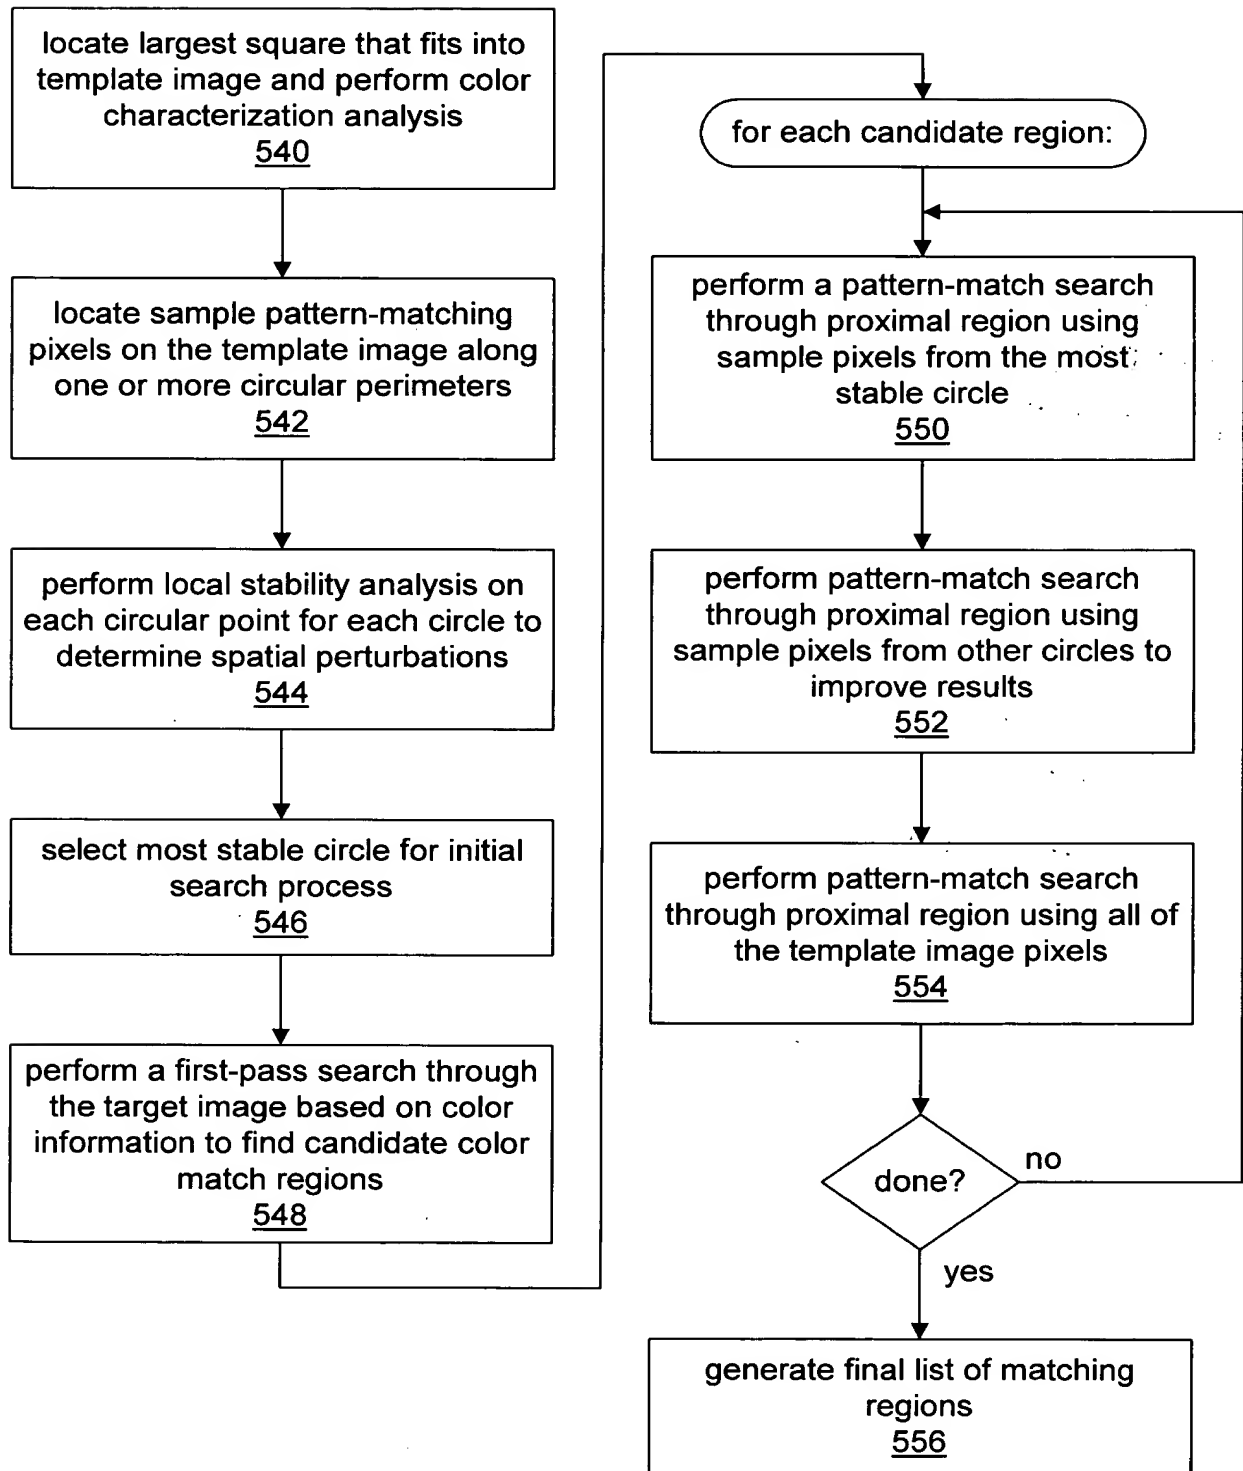 locate largest square that fits into
template image and perform color
characterization analysis
540
locate sample pattern-matching
pixels on the template image along
one or more circular perimeters
542
perform local stability analysis on
each circular point for each circle to
determine spatial perturbations
544
select most stable circle for initial
search process
546
perform a first-pass search through
the target image based on color
information to find candidate color
match regions
548
for each candidate region:
perform a pattern-match search
through proximal region using
sample pixels from the most
stable circle
550
perform pattern-match search
through proximal region using
sample pixels from other circles to
improve results
552
perform pattern-match search
through proximal region using all of
the template image pixels
554
done?
no
yes
generate final list of matching
regions
556